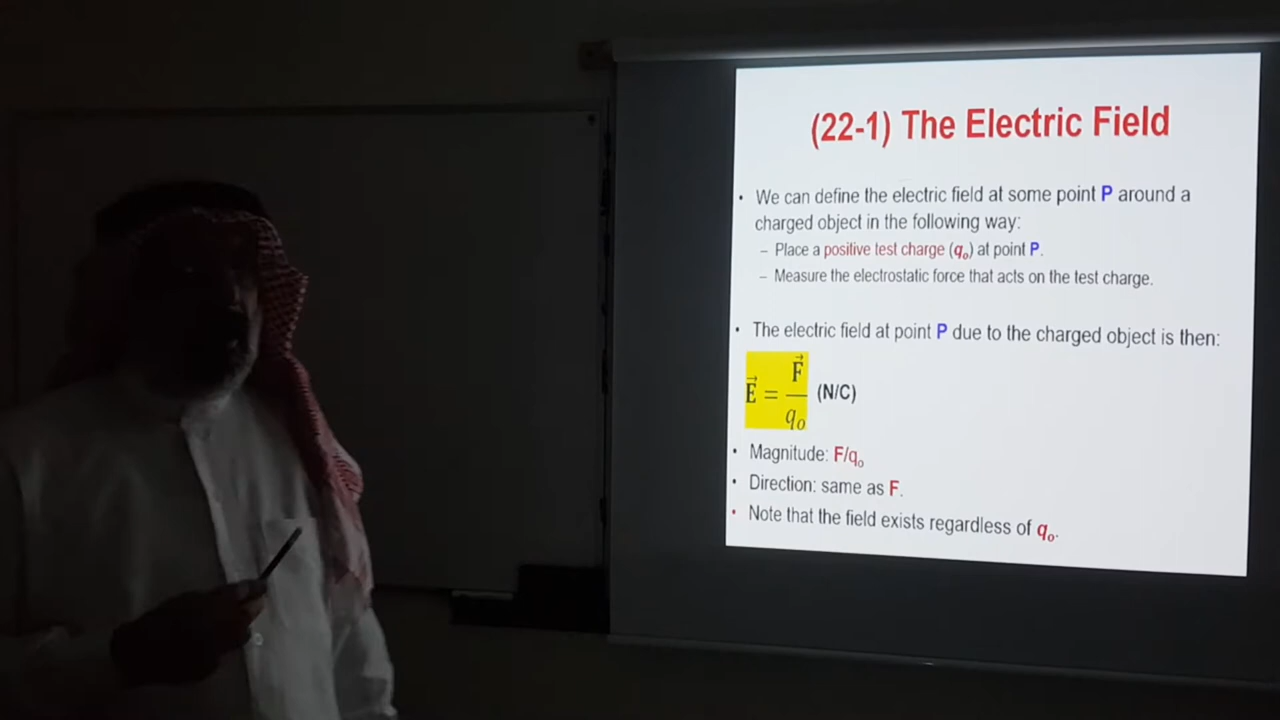 (22-1) The Electric Field
• We can define the electric field at some point P around a
charged object in the following way:
– Place a positive test charge (qₒ) at point P.
– Measure the electrostatic force that acts on the test charge.
• The electric field at point P due to the charged object is then:
E⃗ = F⃗ / qₒ (N/C)
• Magnitude: F/qₒ
• Direction: same as F.
• Note that the field exists regardless of qₒ.